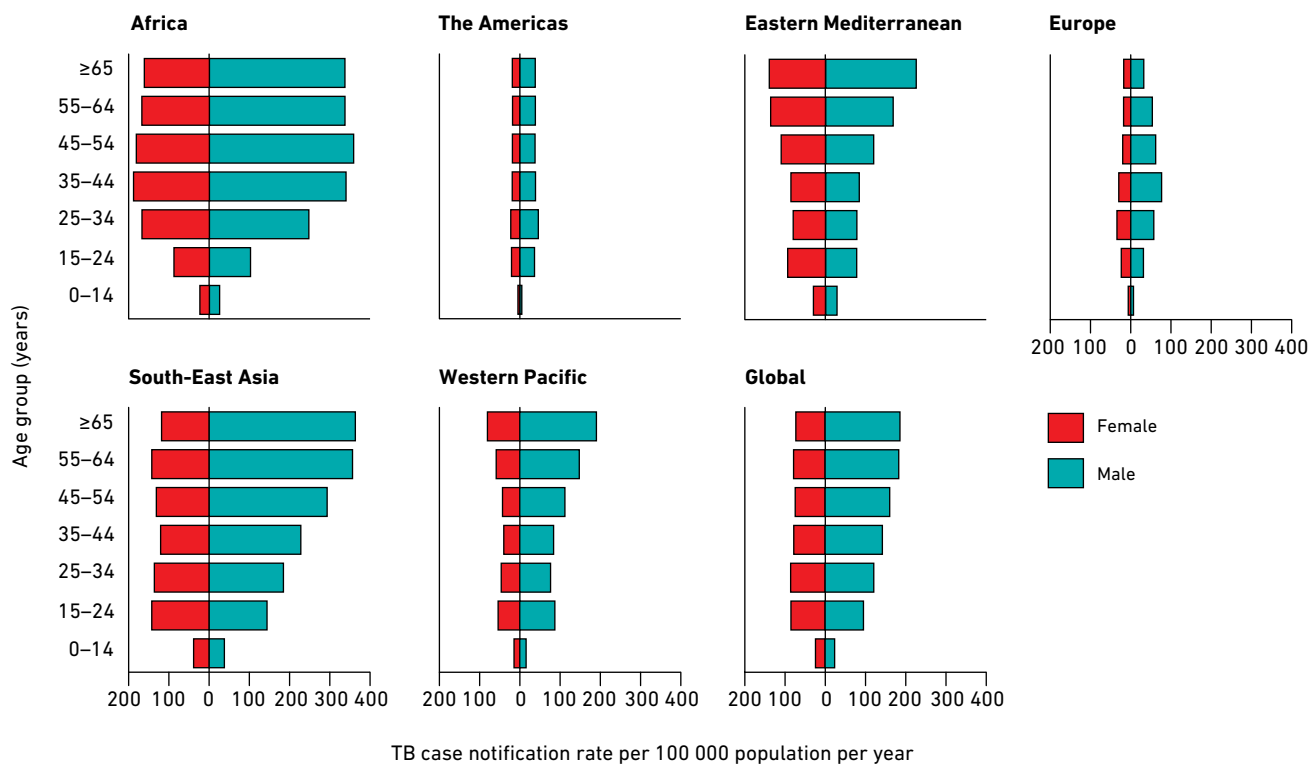 Africa
The Americas
Eastern Mediterranean
Europe
≥65
55–64
45–54
35–44
25–34
15–24
0–14
200 100 0 100 200 300 400
Age group (years)
South-East Asia
Western Pacific
Global
≥65
55–64
45–54
35–44
25–34
15–24
0–14
200 100 0 100 200 300 400
200 100 0 100 200 300 400
200 100 0 100 200 300 400
Female
Male
TB case notification rate per 100 000 population per year